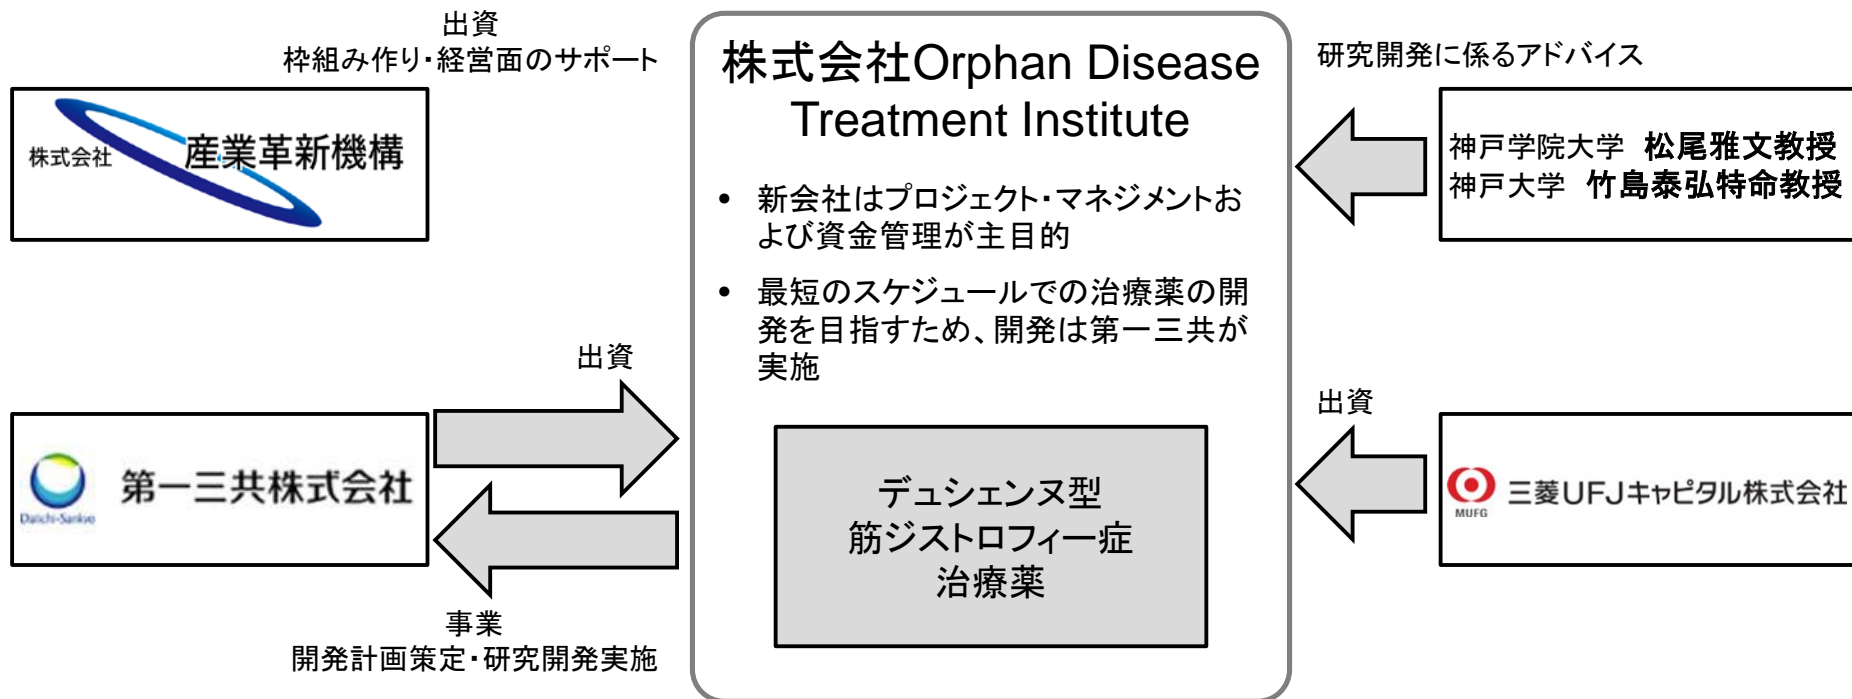 出資
枠組み作り・経営面のサポート
株式会社 産業革新機構
出資
Daiichi-Sankyo
第一三共株式会社
事業
開発計画策定・研究開発実施
株式会社Orphan Disease
Treatment Institute
• 新会社はプロジェクト・マネジメントお
よび資金管理が主目的
• 最短のスケジュールでの治療薬の開
発を目指すため、開発は第一三共が
実施
デュシェンヌ型
筋ジストロフィー症
治療薬
研究開発に係るアドバイス
神戸学院大学 松尾雅文教授
神戸大学 竹島泰弘特命教授
出資
MUFG
三菱UFJキャピタル株式会社